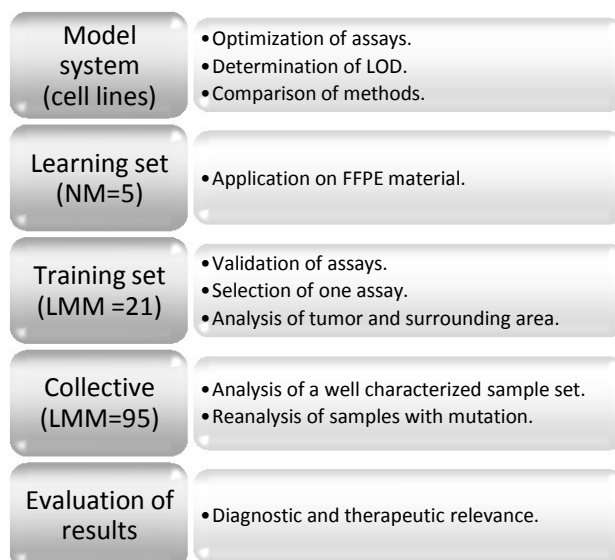 Model
system
(cell lines)
•Optimization of assays.
•Determination of LOD.
•Comparison of methods.
Learning set
(NM=5)
•Application on FFPE material.
Training set
(LMM =21)
•Validation of assays.
•Selection of one assay.
•Analysis of tumor and surrounding area.
Collective
(LMM=95)
•Analysis of a well characterized sample set.
•Reanalysis of samples with mutation.
Evaluation of
results
•Diagnostic and therapeutic relevance.